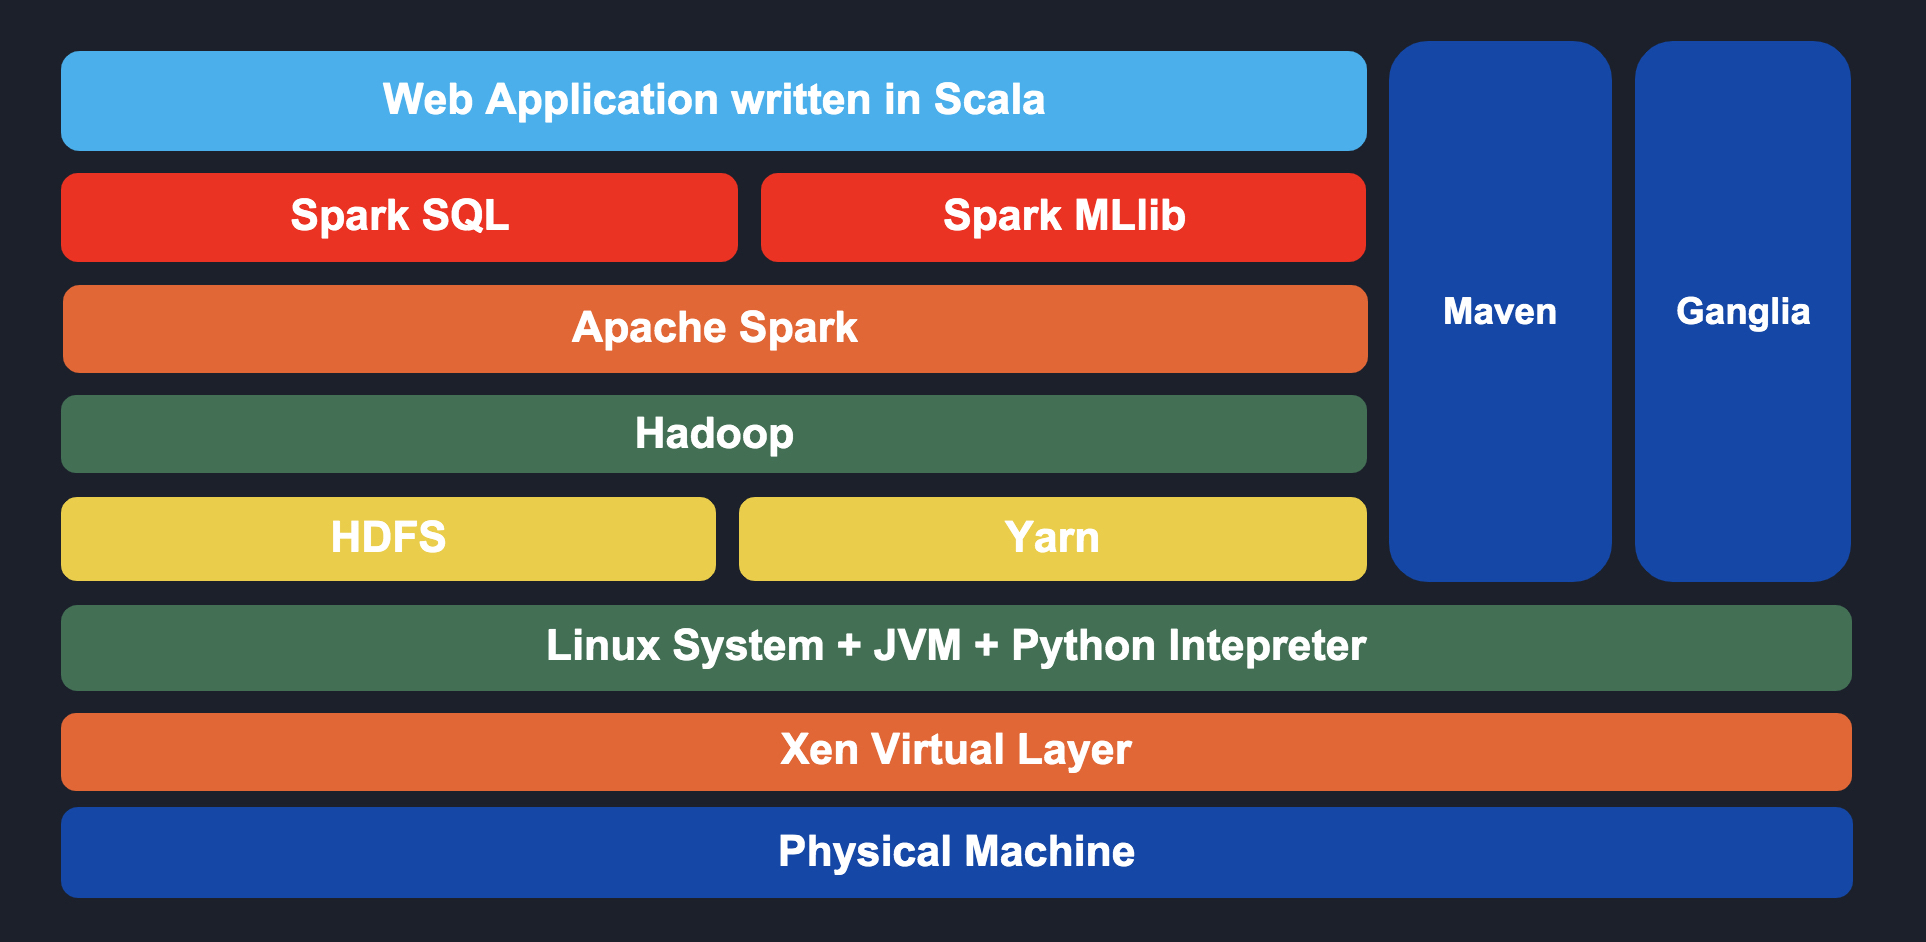 Web Application written in Scala
Spark SQL
Spark MLlib
Apache Spark
Hadoop
HDFS
Yarn
Maven
Ganglia
Linux System + JVM + Python Intepreter
Xen Virtual Layer
Physical Machine